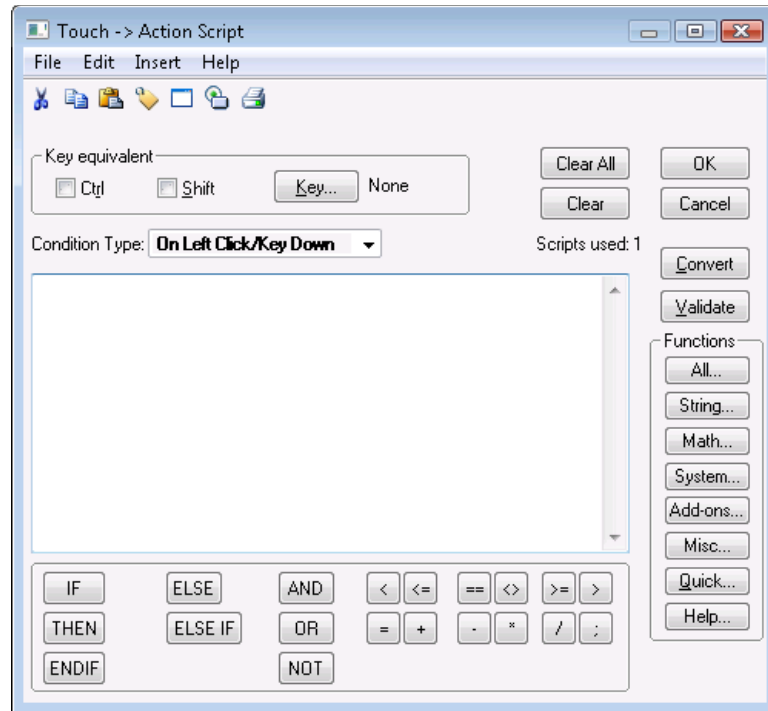 Touch -> Action Script
File Edit Insert Help
Key equivalent
Ctrl Shift Key... None
Clear All OK
Clear Cancel
Condition Type: On Left Click/Key Down Scripts used: 1
Convert
Validate
Functions
All...
String...
Math...
System...
Add-ons...
Misc...
Quick...
Help...
IF ELSE AND < <= == <> >= >
THEN ELSE IF OR = + - * / ;
ENDIF NOT